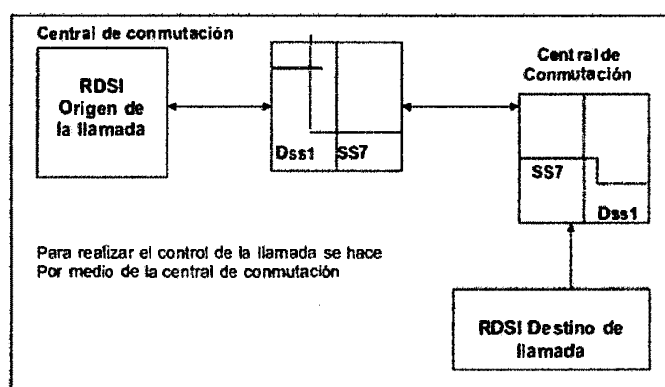 Central de conmutación
RDSI
Origen de
la llamada
Dss1
SS7
Central de
Conmutación
SS7
Dss1
Para realizar el control de la llamada se hace
Por medio de la central de conmutación
RDSI Destino de
llamada